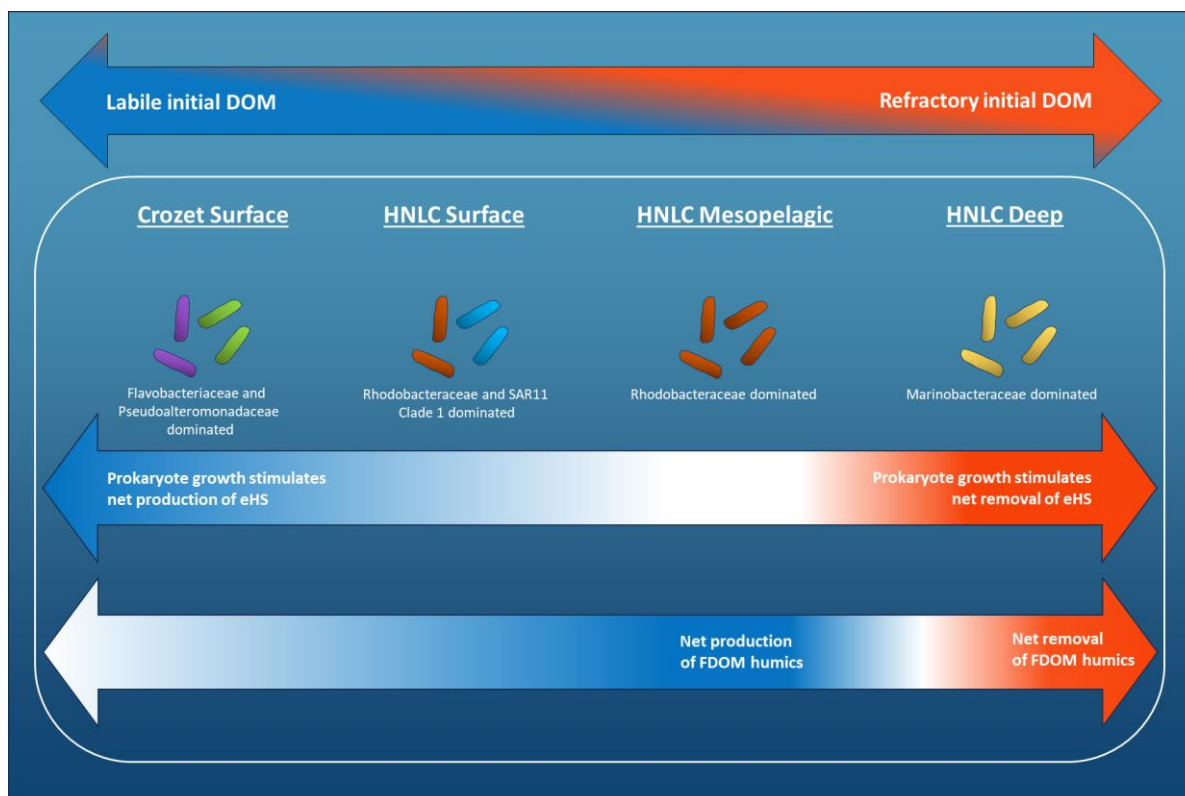 Labile initial DOM
Refractory initial DOM
Crozet Surface
HNLC Surface
HNLC Mesopelagic
HNLC Deep
Flavobacteriaceae and
Pseudoalteromonadaceae
dominated
Rhodobacteraceae and SAR11
Clade 1 dominated
Rhodobacteraceae dominated
Marinobacteraceae dominated
Prokaryote growth stimulates
net production of eHS
Prokaryote growth stimulates
net removal of eHS
Net production
of FDOM humics
Net removal
of FDOM humics